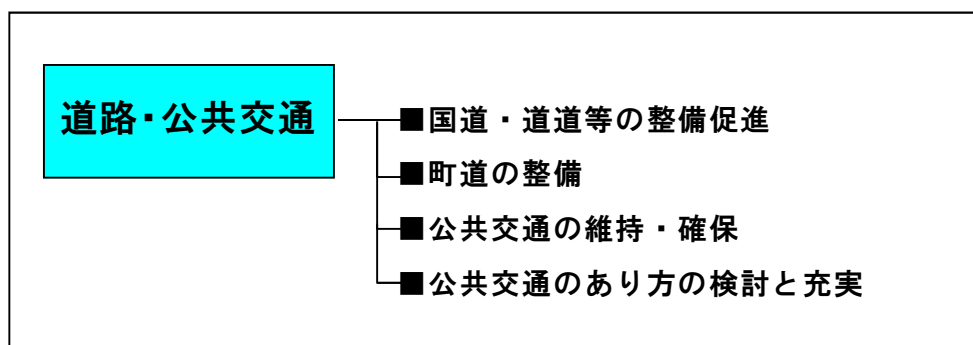 道路・公共交通
■国道・道道等の整備促進
■町道の整備
■公共交通の維持・確保
■公共交通のあり方の検討と充実